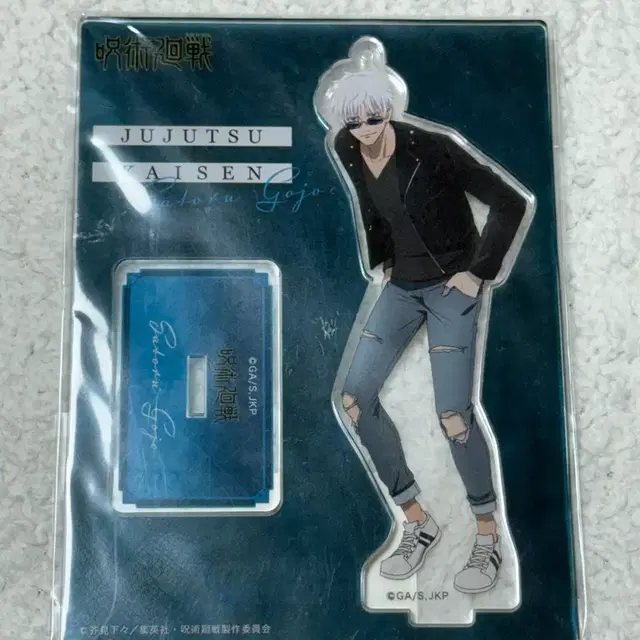 呪術廻戦
JUJUTSU
KAISEN
Satoru Gojo
Satoru Gojo
呪術廻戦
©GA/S,JKP
©GA/S,JKP
©芥見下々／集英社・呪術廻戦製作委員会